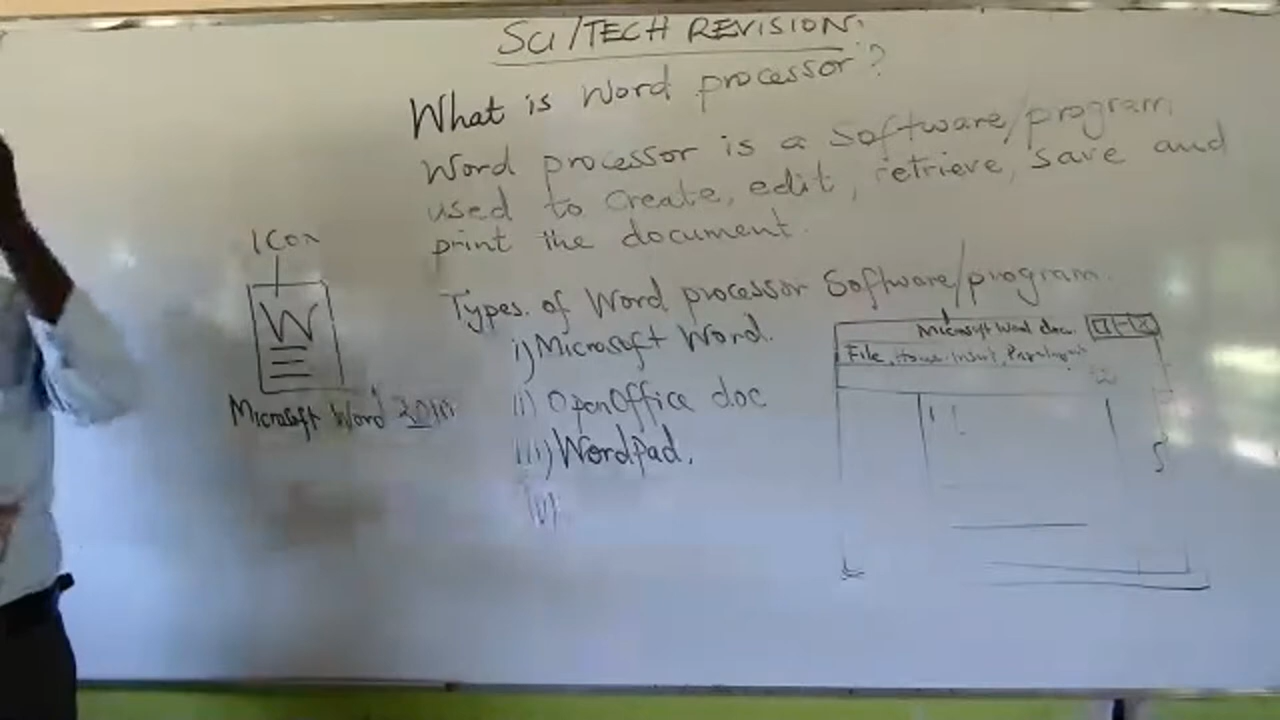 SCI/TECH REVISION.
What is Word processor?
Word processor is a Software/program
used to create, edit, retrieve, save and
print the document.
Icon
W
Microsoft Word
Types. of Word processor Software/program.
i) Microsoft Word.
ii) OpenOffice doc
iii) WordPad.
iv)
Microsoft Word doc.
File, Home, Insert,